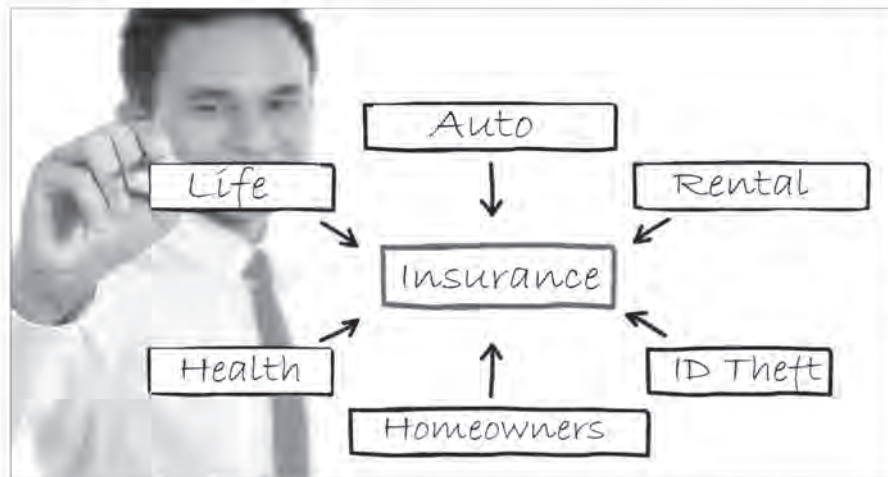 Auto
Life
Rental
Insurance
Health
ID Theft
Homeowners